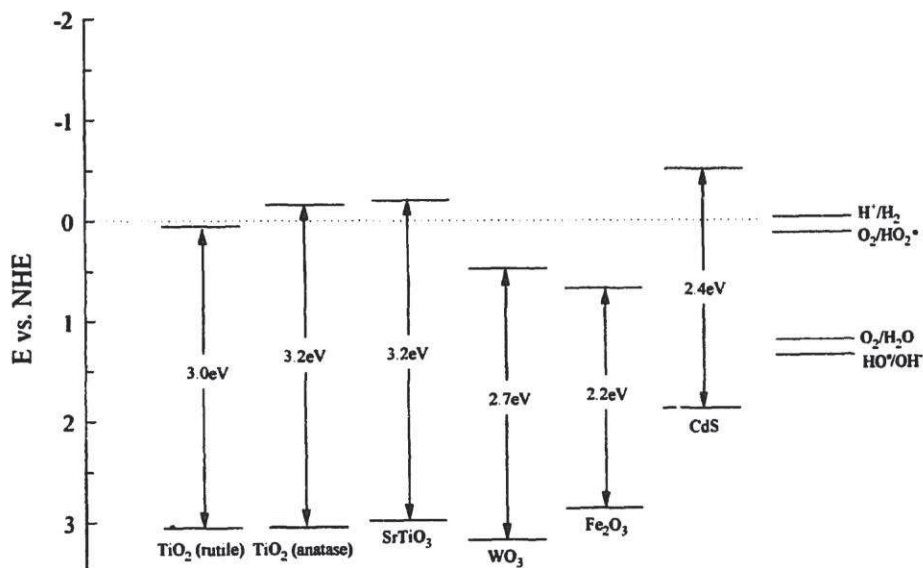 E vs. NHE
-2
-1
0
1
2
3
3.0eV
TiO₂ (rutile)
3.2eV
TiO₂ (anatase)
3.2eV
SrTiO₃
2.7eV
WO₃
2.2eV
Fe₂O₃
2.4eV
CdS
H⁺/H₂
O₂/HO₂•
O₂/H₂O
HO•/OH⁻